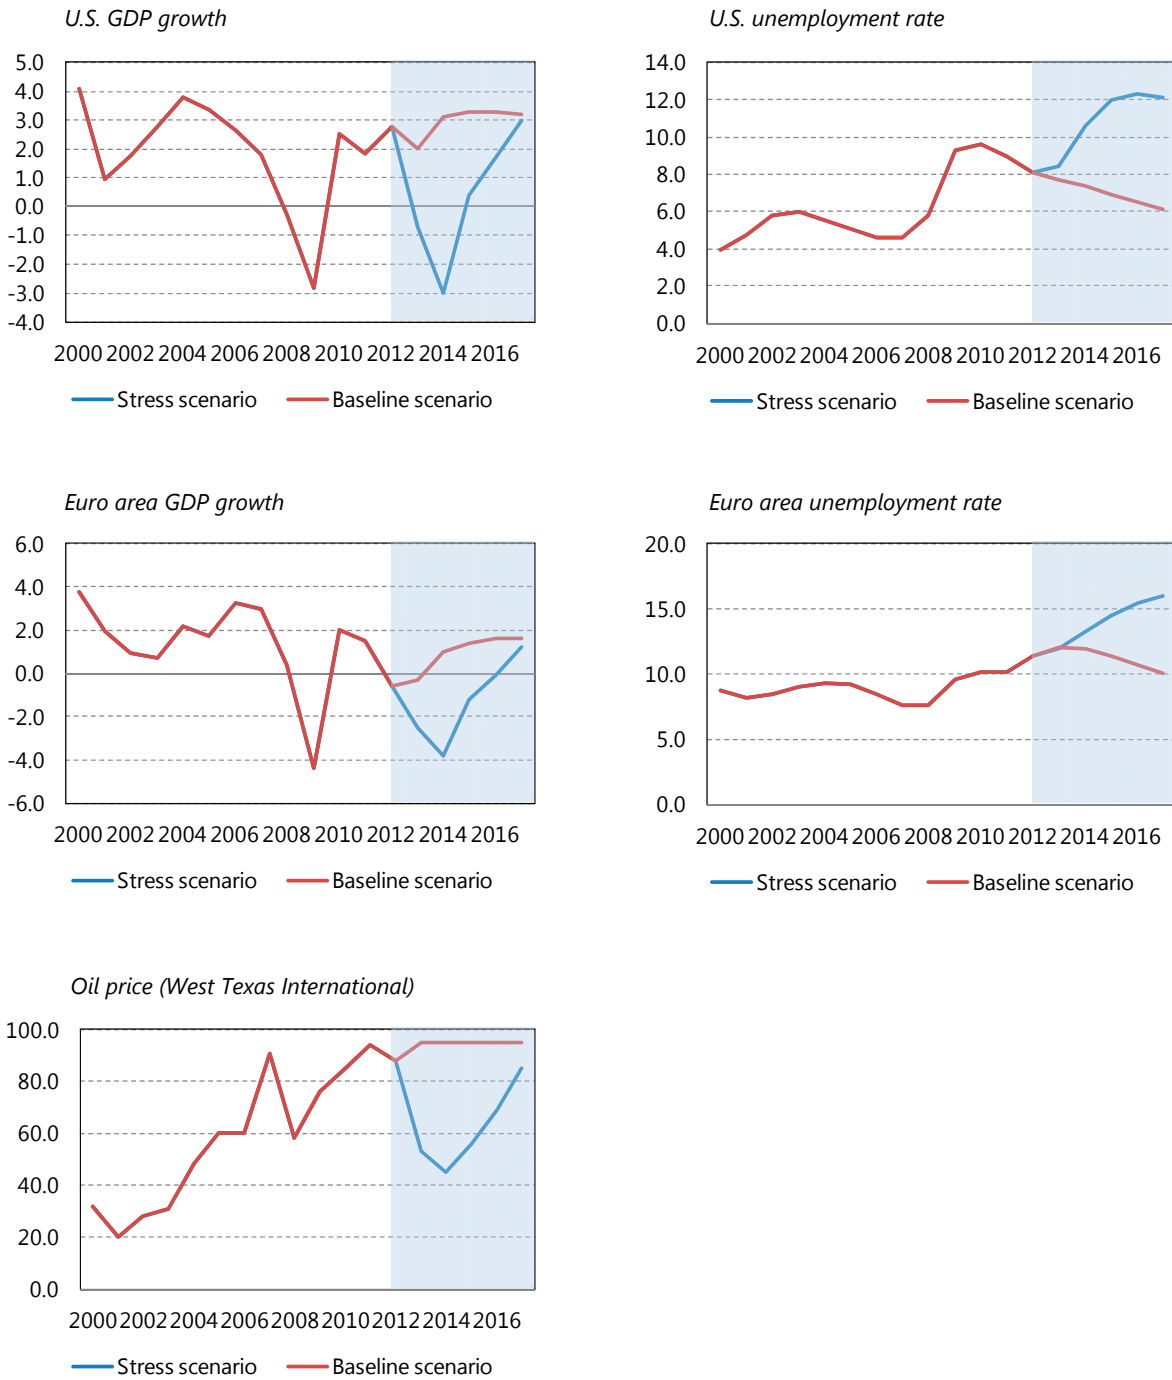 U.S. GDP growth
5.0
4.0
3.0
2.0
1.0
0.0
-1.0
-2.0
-3.0
-4.0
2000 2002 2004 2006 2008 2010 2012 2014 2016
Stress scenario Baseline scenario
U.S. unemployment rate
14.0
12.0
10.0
8.0
6.0
4.0
2.0
0.0
2000 2002 2004 2006 2008 2010 2012 2014 2016
Stress scenario Baseline scenario
Euro area GDP growth
6.0
4.0
2.0
0.0
-2.0
-4.0
-6.0
2000 2002 2004 2006 2008 2010 2012 2014 2016
Stress scenario Baseline scenario
Euro area unemployment rate
20.0
15.0
10.0
5.0
0.0
2000 2002 2004 2006 2008 2010 2012 2014 2016
Stress scenario Baseline scenario
Oil price (West Texas International)
100.0
80.0
60.0
40.0
20.0
0.0
2000 2002 2004 2006 2008 2010 2012 2014 2016
Stress scenario Baseline scenario